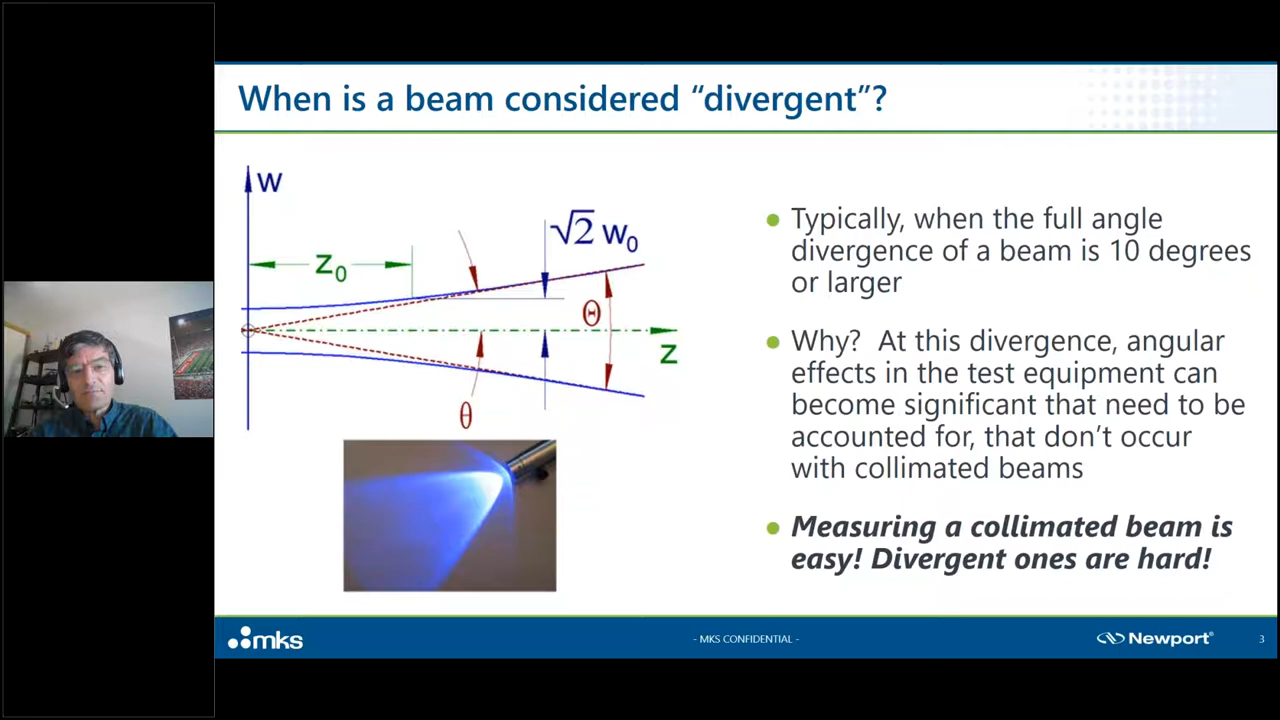 When is a beam considered “divergent”?
w
z₀
√2 w₀
Θ
z
θ
Typically, when the full angle
divergence of a beam is 10 degrees
or larger
Why? At this divergence, angular
effects in the test equipment can
become significant that need to be
accounted for, that don’t occur
with collimated beams
Measuring a collimated beam is
easy! Divergent ones are hard!
mks
- MKS CONFIDENTIAL -
Newport®
3